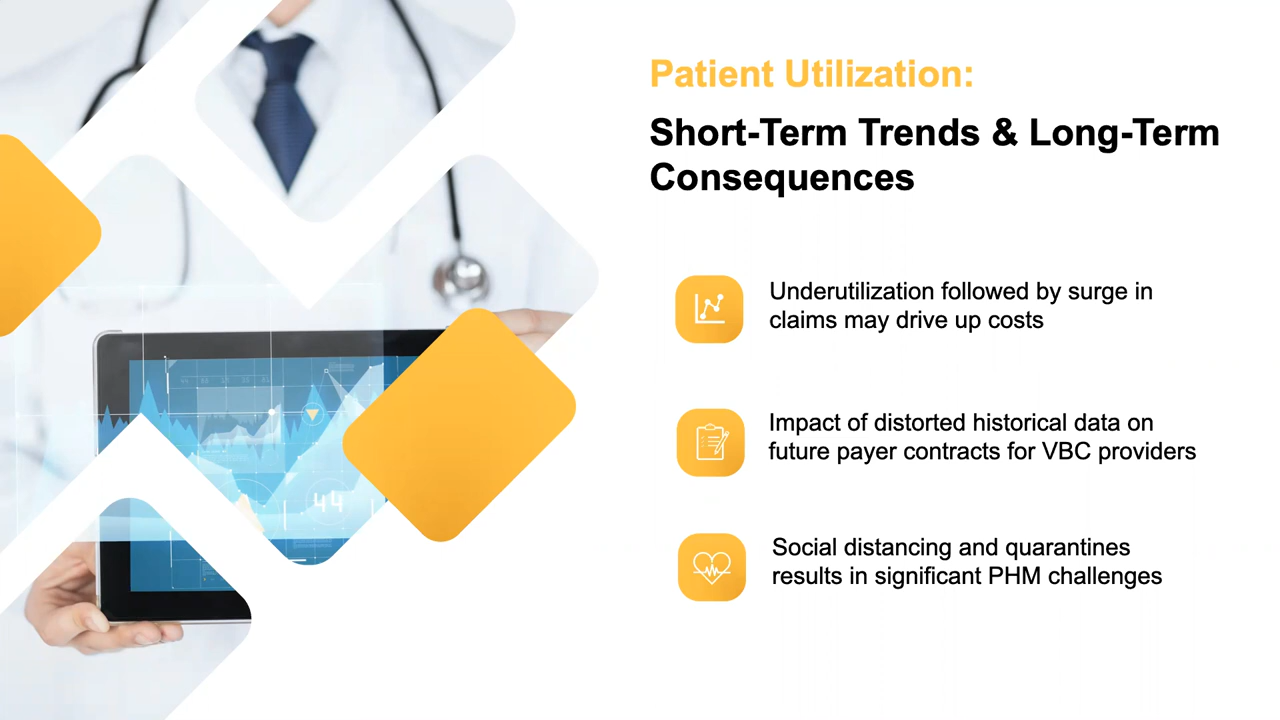 Patient Utilization:
Short-Term Trends & Long-Term
Consequences
Underutilization followed by surge in
claims may drive up costs
Impact of distorted historical data on
future payer contracts for VBC providers
Social distancing and quarantines
results in significant PHM challenges
44